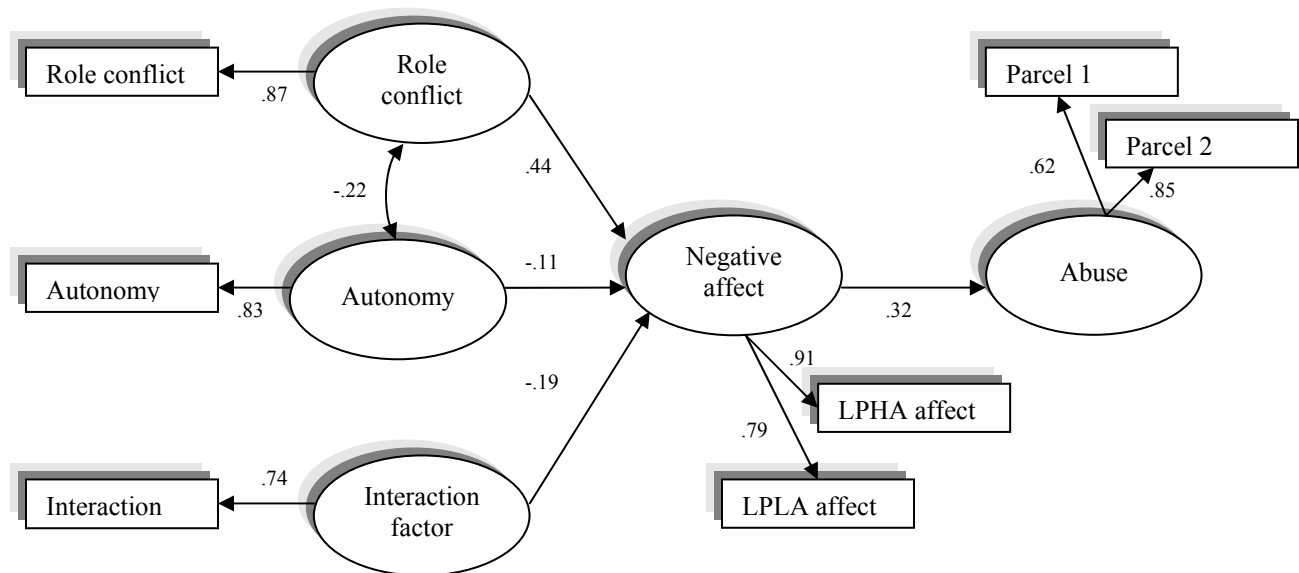 Role conflict
.87
Role
conflict
Parcel 1
Parcel 2
.62
.85
.44
-.22
Autonomy
.83
Autonomy
-.11
Negative
affect
.32
Abuse
-.19
.91
LPHA affect
.79
LPLA affect
Interaction
.74
Interaction
factor